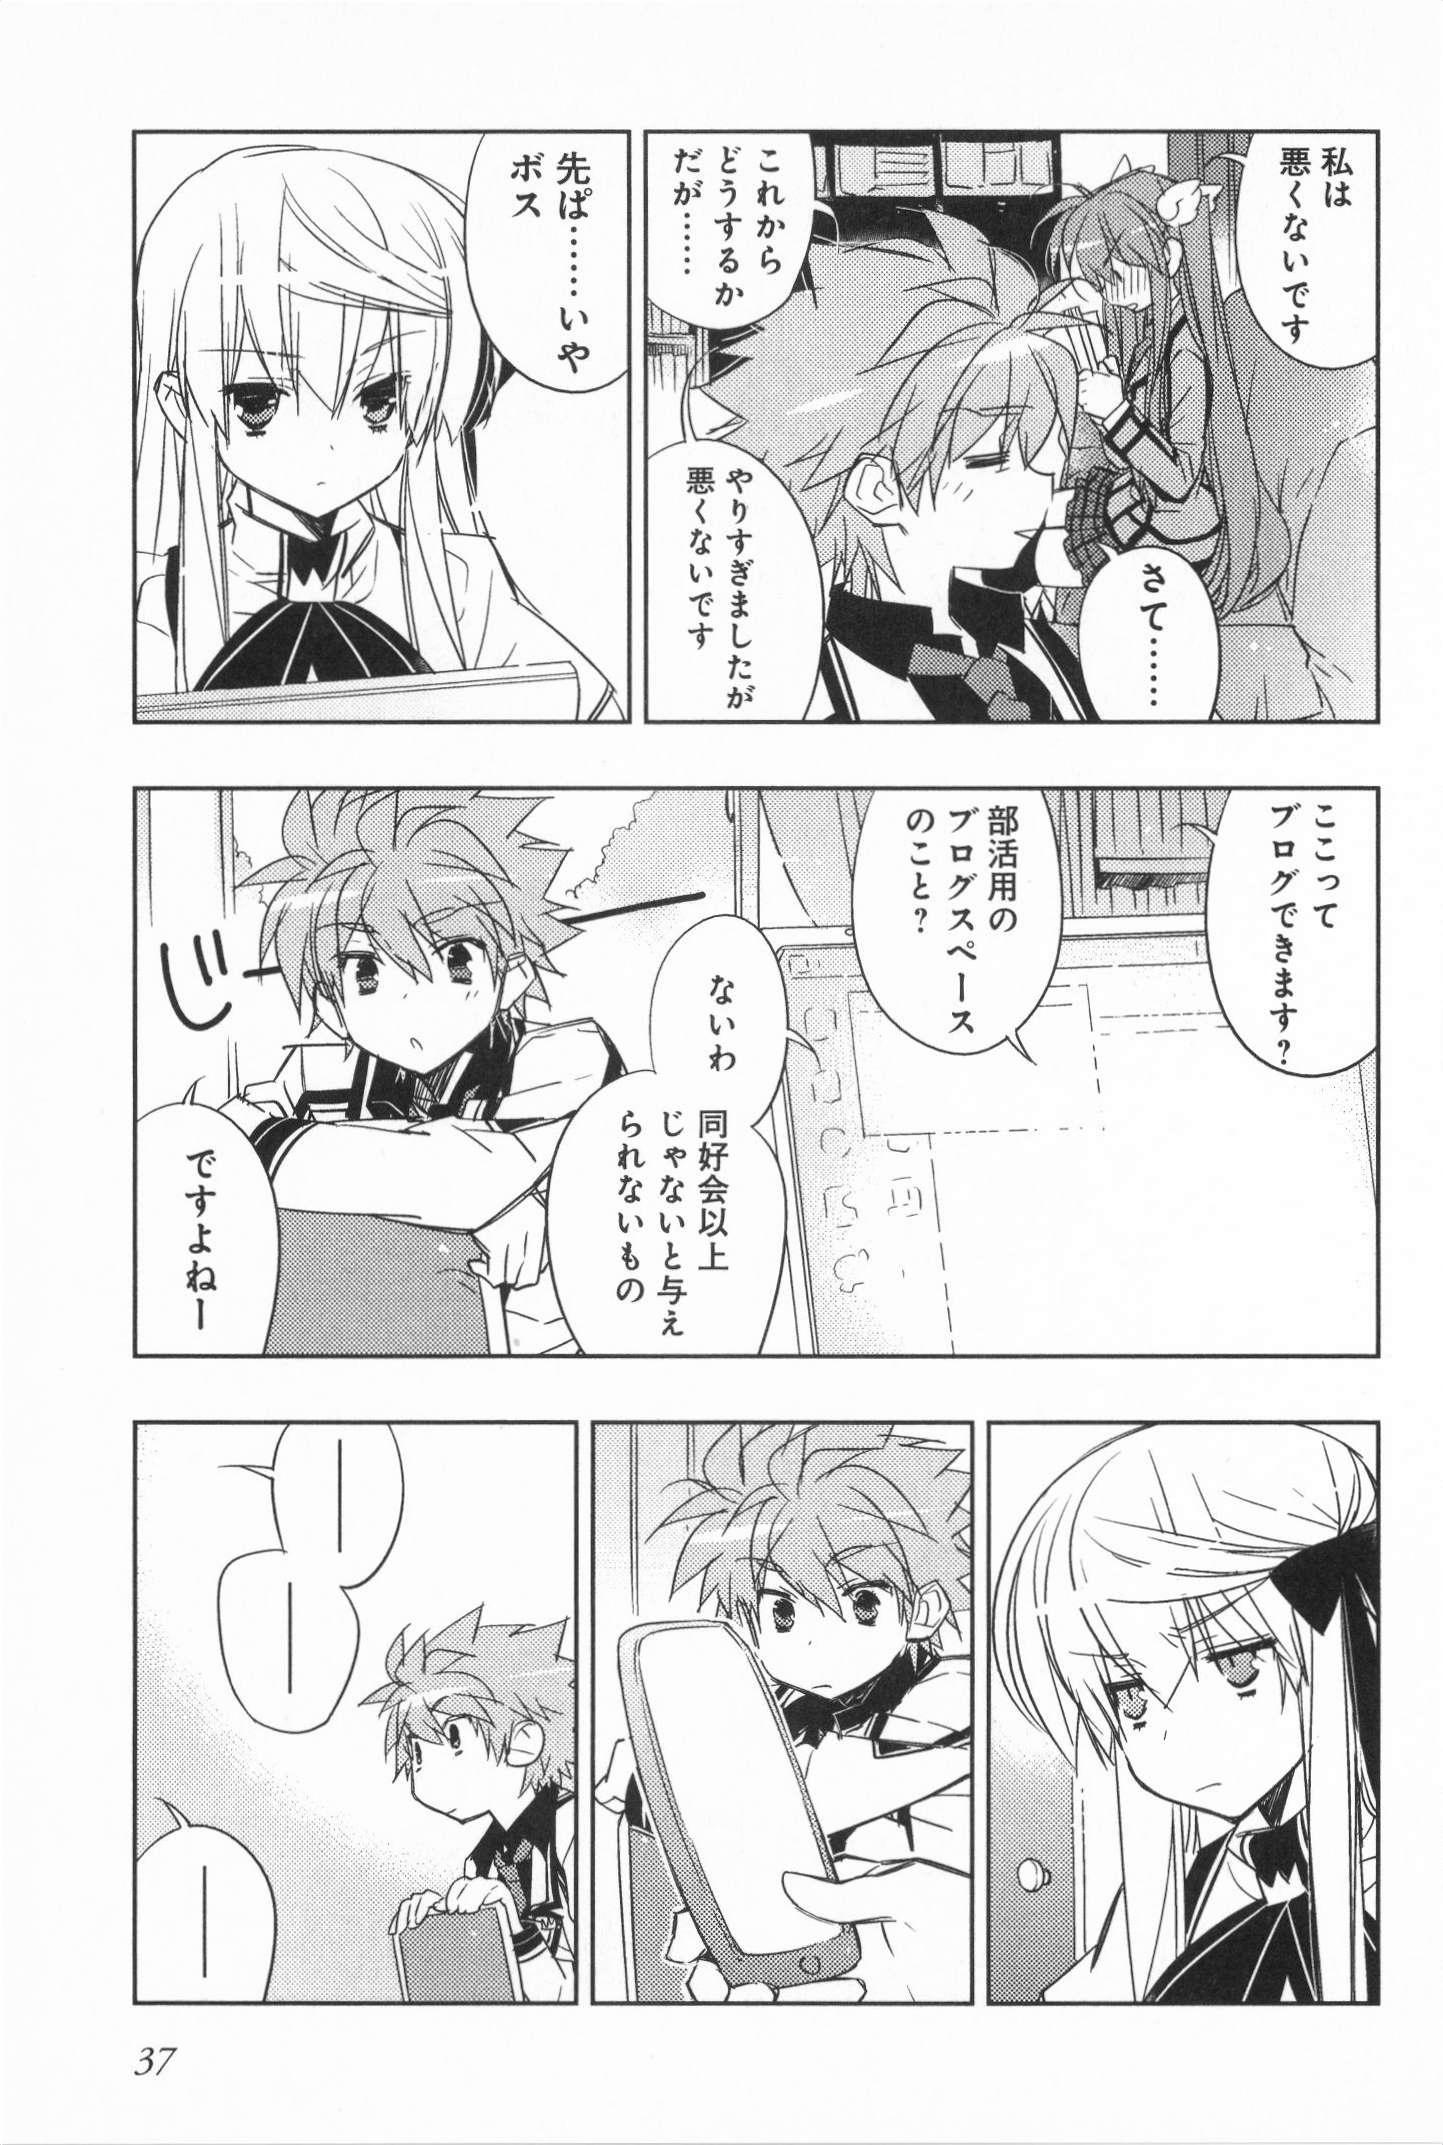 私は
悪くないです
さて……
これから
どうするか
だが……
やりすぎましたが
悪くないです
先ぱ……いや
ボス
ここって
ブログできます?
部活用の
ブログスペース
のこと?
ないわ
同好会以上
じゃないと与え
られないもの
じー
ですよねー
―
―
―
37